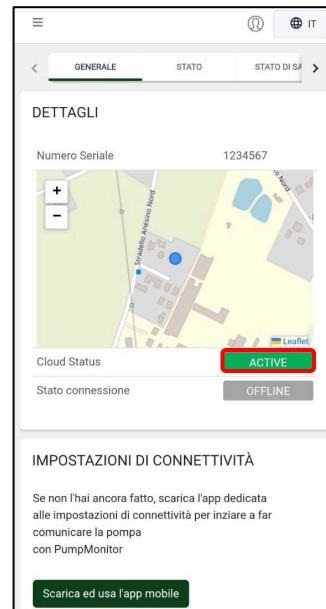 IT
GENERALE STATO STATO DI SA
DETTAGLI
Numero Seriale 1234567
+
−
Stradello Anesino Nord
Nord
Leaflet
Cloud Status ACTIVE
Stato connessione OFFLINE
IMPOSTAZIONI DI CONNETTIVITÀ
Se non l'hai ancora fatto, scarica l'app dedicata
alle impostazioni di connettività per inziare a far
comunicare la pompa
con PumpMonitor
Scarica ed usa l'app mobile